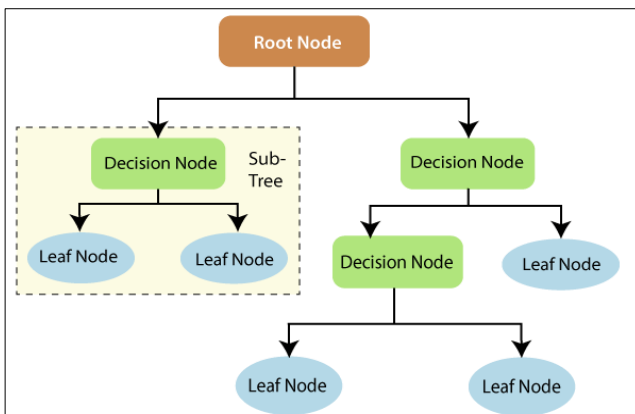 Root Node
Decision Node
Sub-
Tree
Decision Node
Leaf Node
Leaf Node
Decision Node
Leaf Node
Leaf Node
Leaf Node